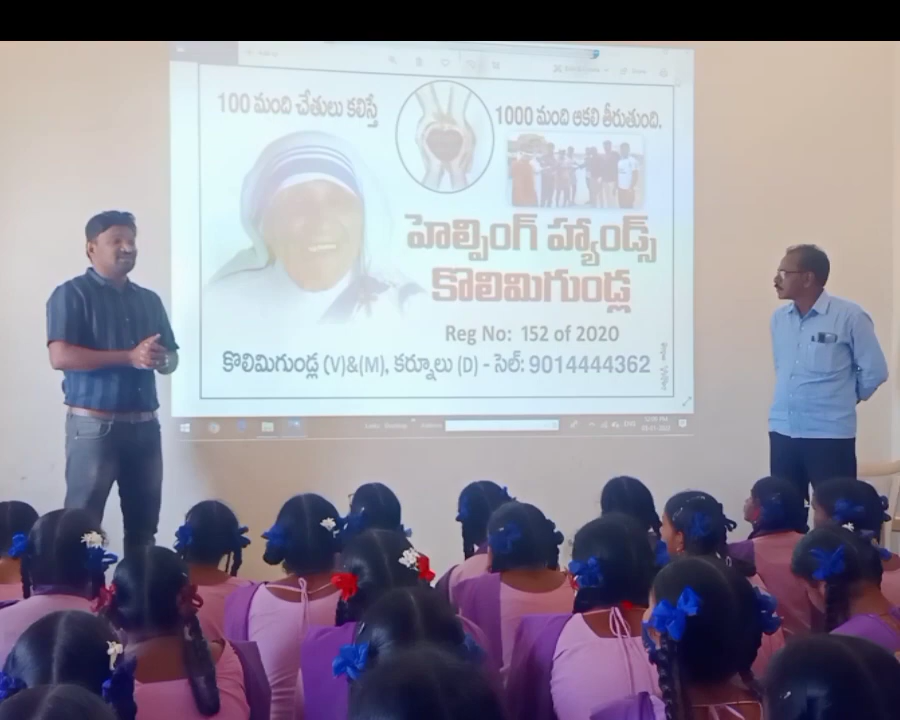 100 మంది చేతులు కలిస్తే
1000 మంది ఆకలి తీరుతుంది.
హెల్పింగ్ హ్యాండ్స్
కొలిమిగుండ్ల
Reg No: 152 of 2020
కొలిమిగుండ్ల (V)&(M), కర్నూలు (D) - సెల్: 9014444362